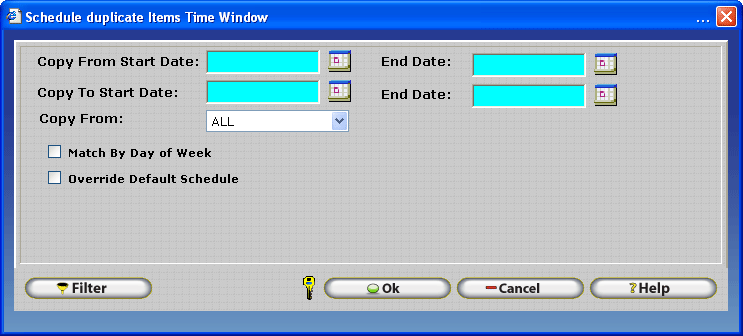 Schedule duplicate Items Time Window ...
Copy From Start Date: End Date:
Copy To Start Date: End Date:
Copy From: ALL
Match By Day of Week
Override Default Schedule
Filter Ok Cancel ?Help